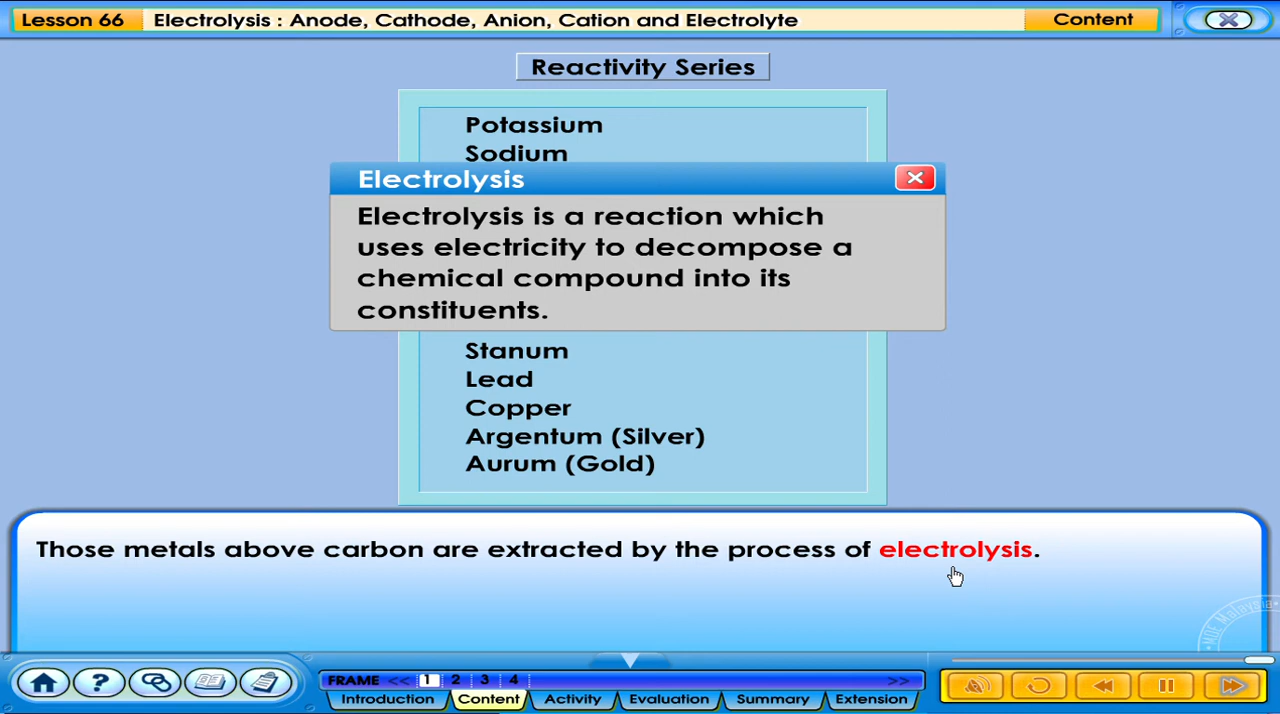 Lesson 66 Electrolysis : Anode, Cathode, Anion, Cation and Electrolyte Content
Reactivity Series
Potassium
Sodium
Electrolysis
Electrolysis is a reaction which
uses electricity to decompose a
chemical compound into its
constituents.
Stanum
Lead
Copper
Argentum (Silver)
Aurum (Gold)
Those metals above carbon are extracted by the process of electrolysis.
MOE Malaysia
FRAME << 1 2 3 4 >>
Introduction Content Activity Evaluation Summary Extension